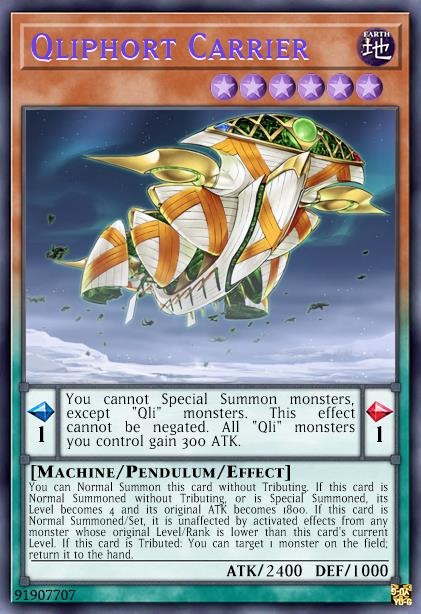 QLIPHORT CARRIER
EARTH
地
You cannot Special Summon monsters,
except "Qli" monsters. This effect
cannot be negated. All "Qli" monsters
you control gain 300 ATK.
1
1
[MACHINE/PENDULUM/EFFECT]
You can Normal Summon this card without Tributing. If this card is
Normal Summoned without Tributing, or is Special Summoned, its
Level becomes 4 and its original ATK becomes 1800. If this card is
Normal Summoned/Set, it is unaffected by activated effects from any
monster whose original Level/Rank is lower than this card's current
Level. If this card is Tributed: You can target 1 monster on the field;
return it to the hand.
ATK/2400 DEF/1000
91907707